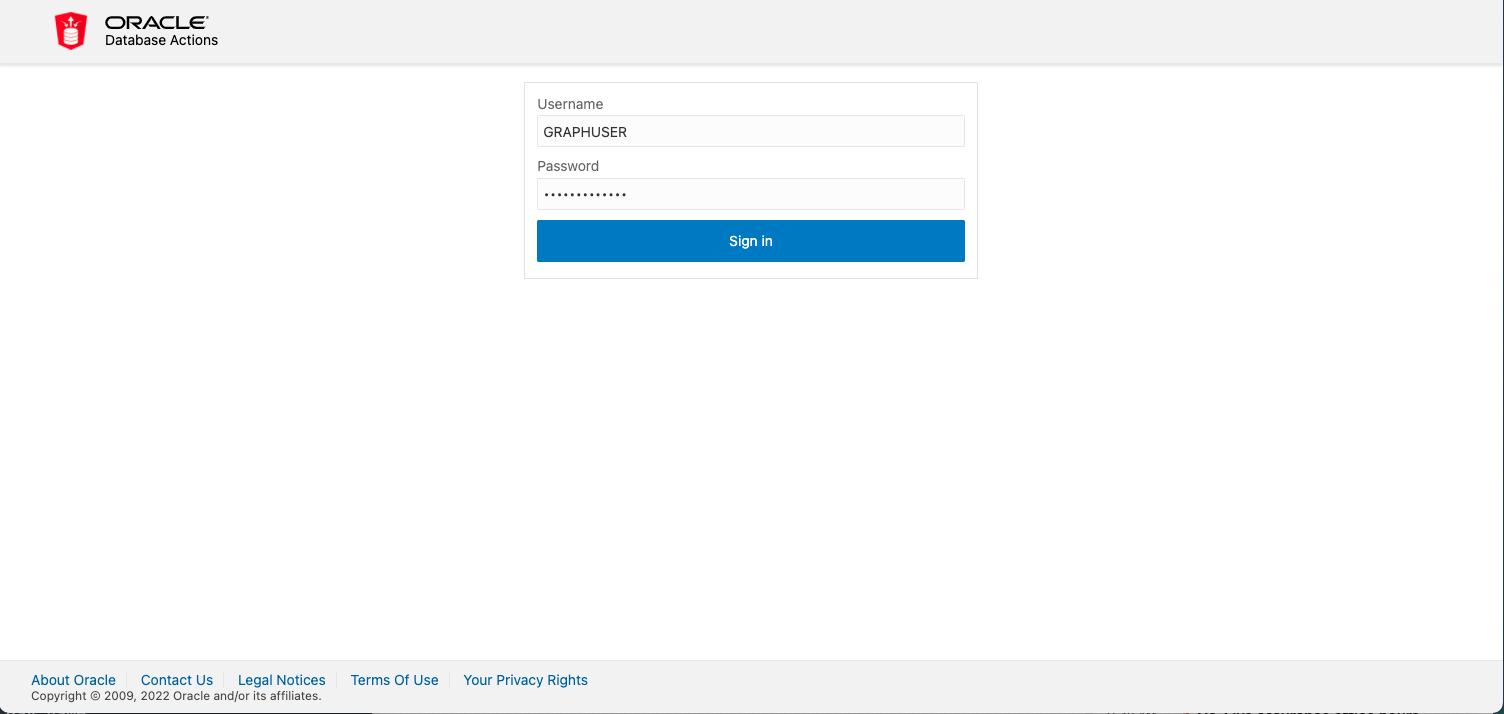 ORACLE
Database Actions
Username
GRAPHUSER
Password
•••••••••••••
Sign in
About Oracle Contact Us Legal Notices Terms Of Use Your Privacy Rights
Copyright © 2009, 2022 Oracle and/or its affiliates.